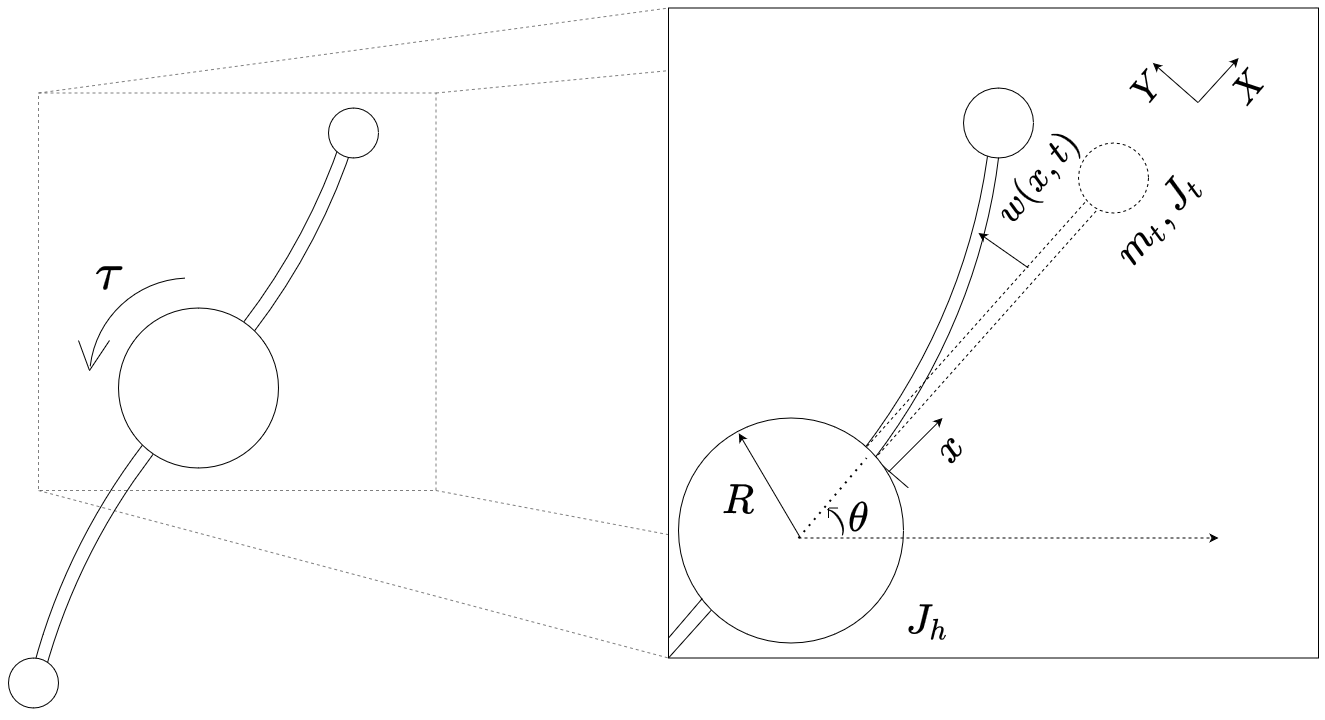 τ
Y
X
w(x,t)
m_t, J_t
x
R
θ
J_h